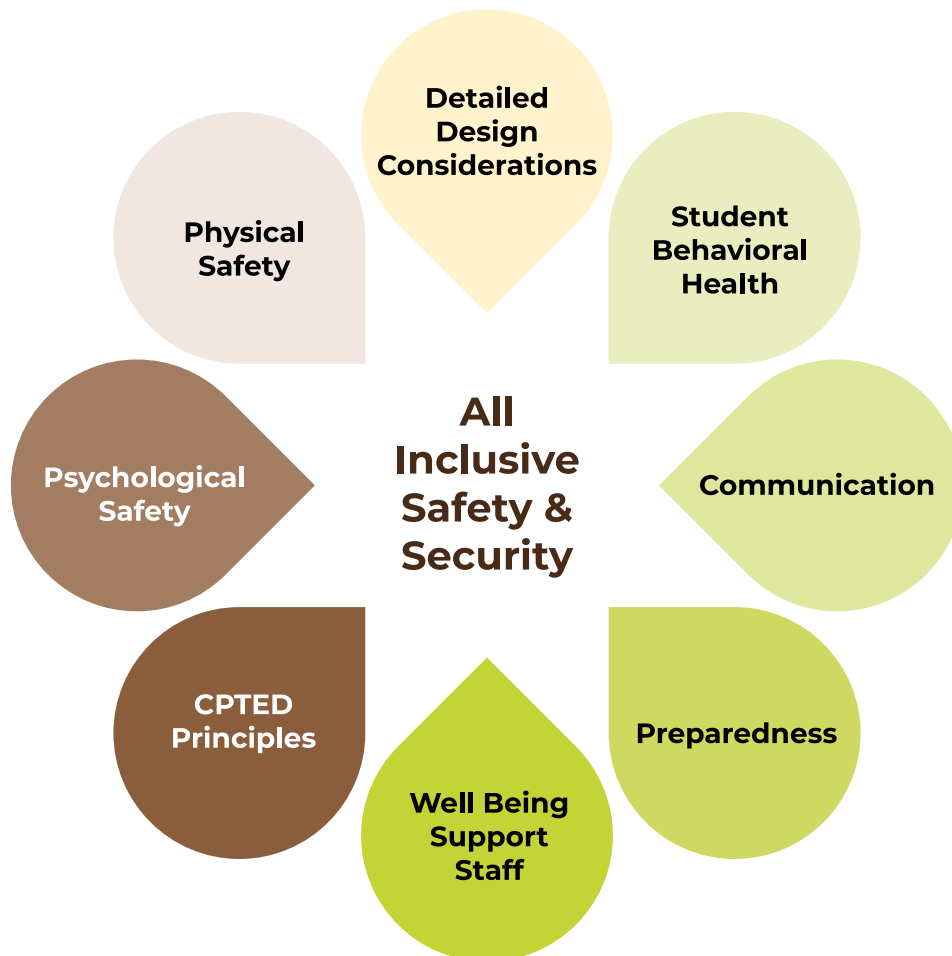 Detailed
Design
Considerations
Student
Behavioral
Health
Communication
Preparedness
Well Being
Support
Staff
CPTED
Principles
Psychological
Safety
Physical
Safety
All
Inclusive
Safety &
Security